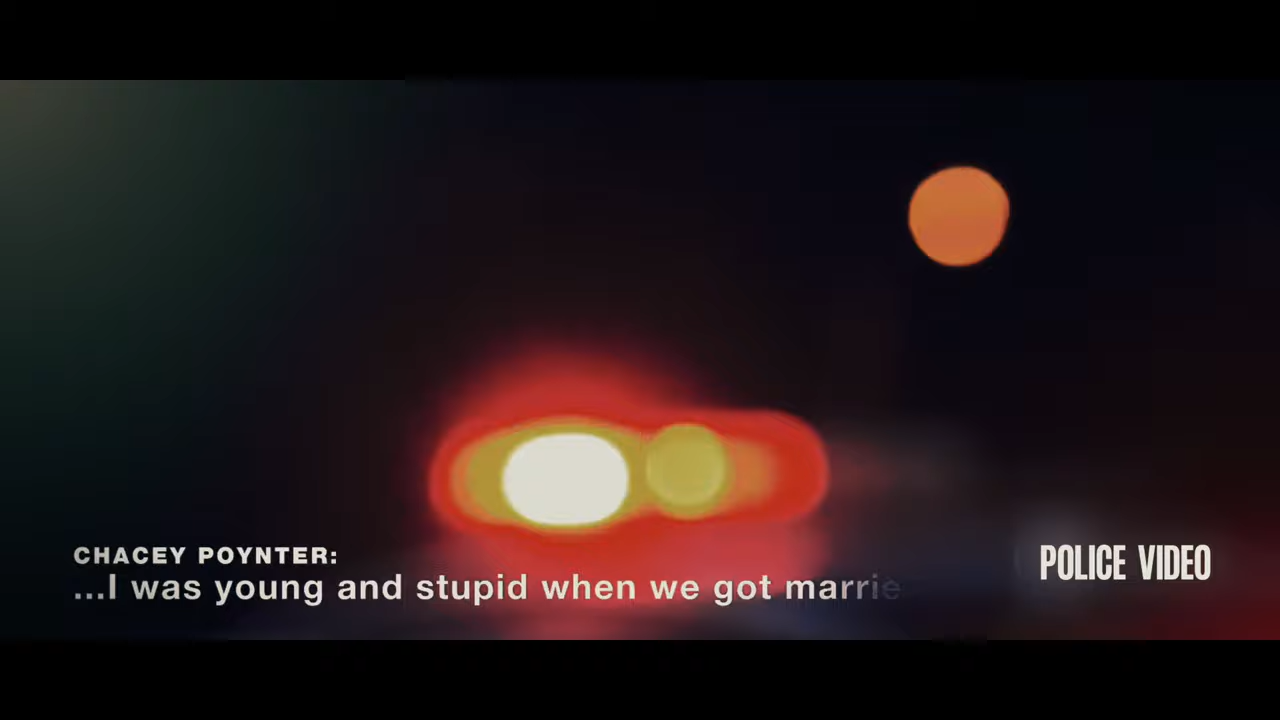 CHACEY POYNTER:
...I was young and stupid when we got marrie
POLICE VIDEO